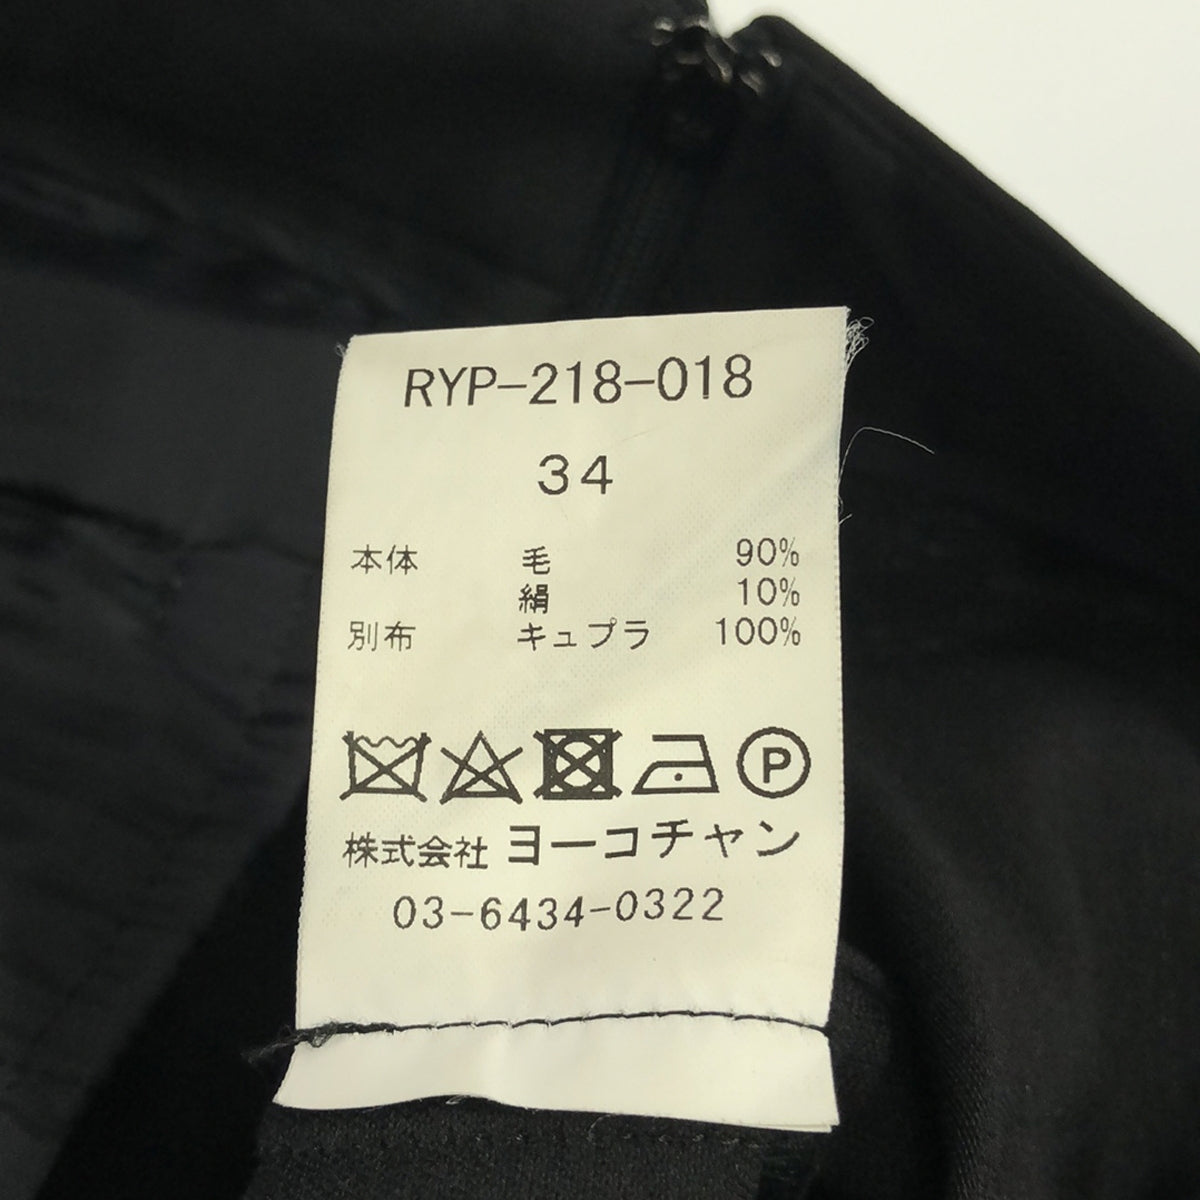 RYP-218-018
34
本体 毛 90%
絹 10%
別布 キュプラ 100%
P
株式会社 ヨーコチャン
03-6434-0322